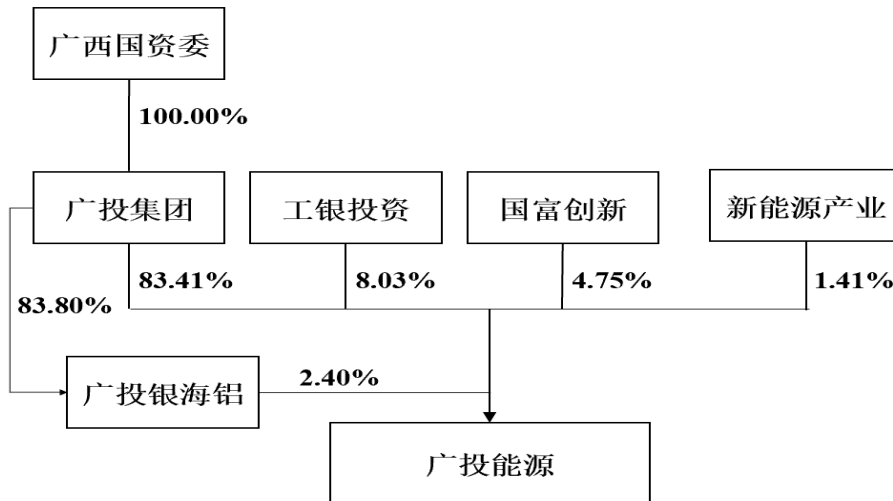 广西国资委
100.00%
广投集团
工银投资
国富创新
新能源产业
83.41%
8.03%
4.75%
1.41%
83.80%
广投银海铝
2.40%
广投能源